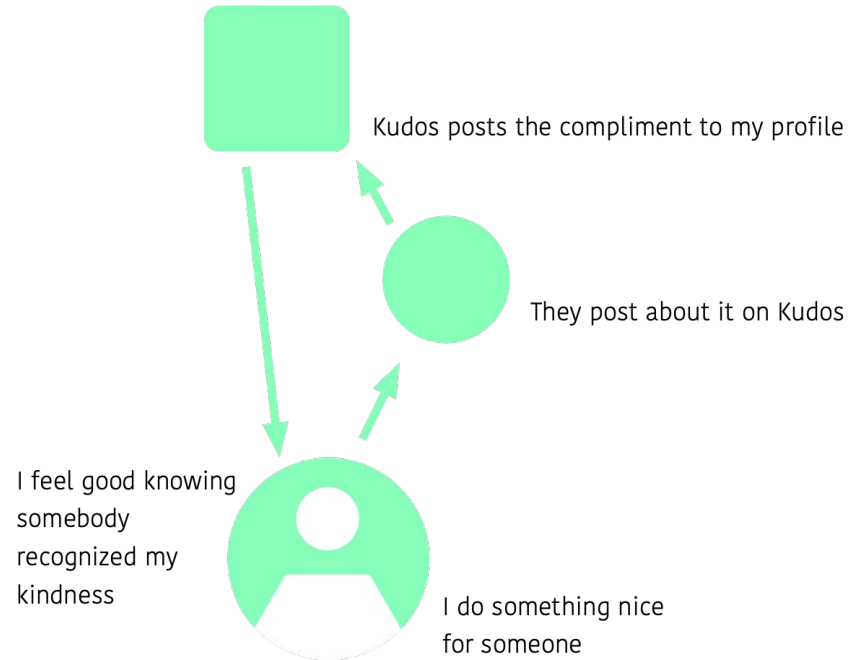 Kudos posts the compliment to my profile
They post about it on Kudos
I feel good knowing
somebody
recognized my
kindness
I do something nice
for someone